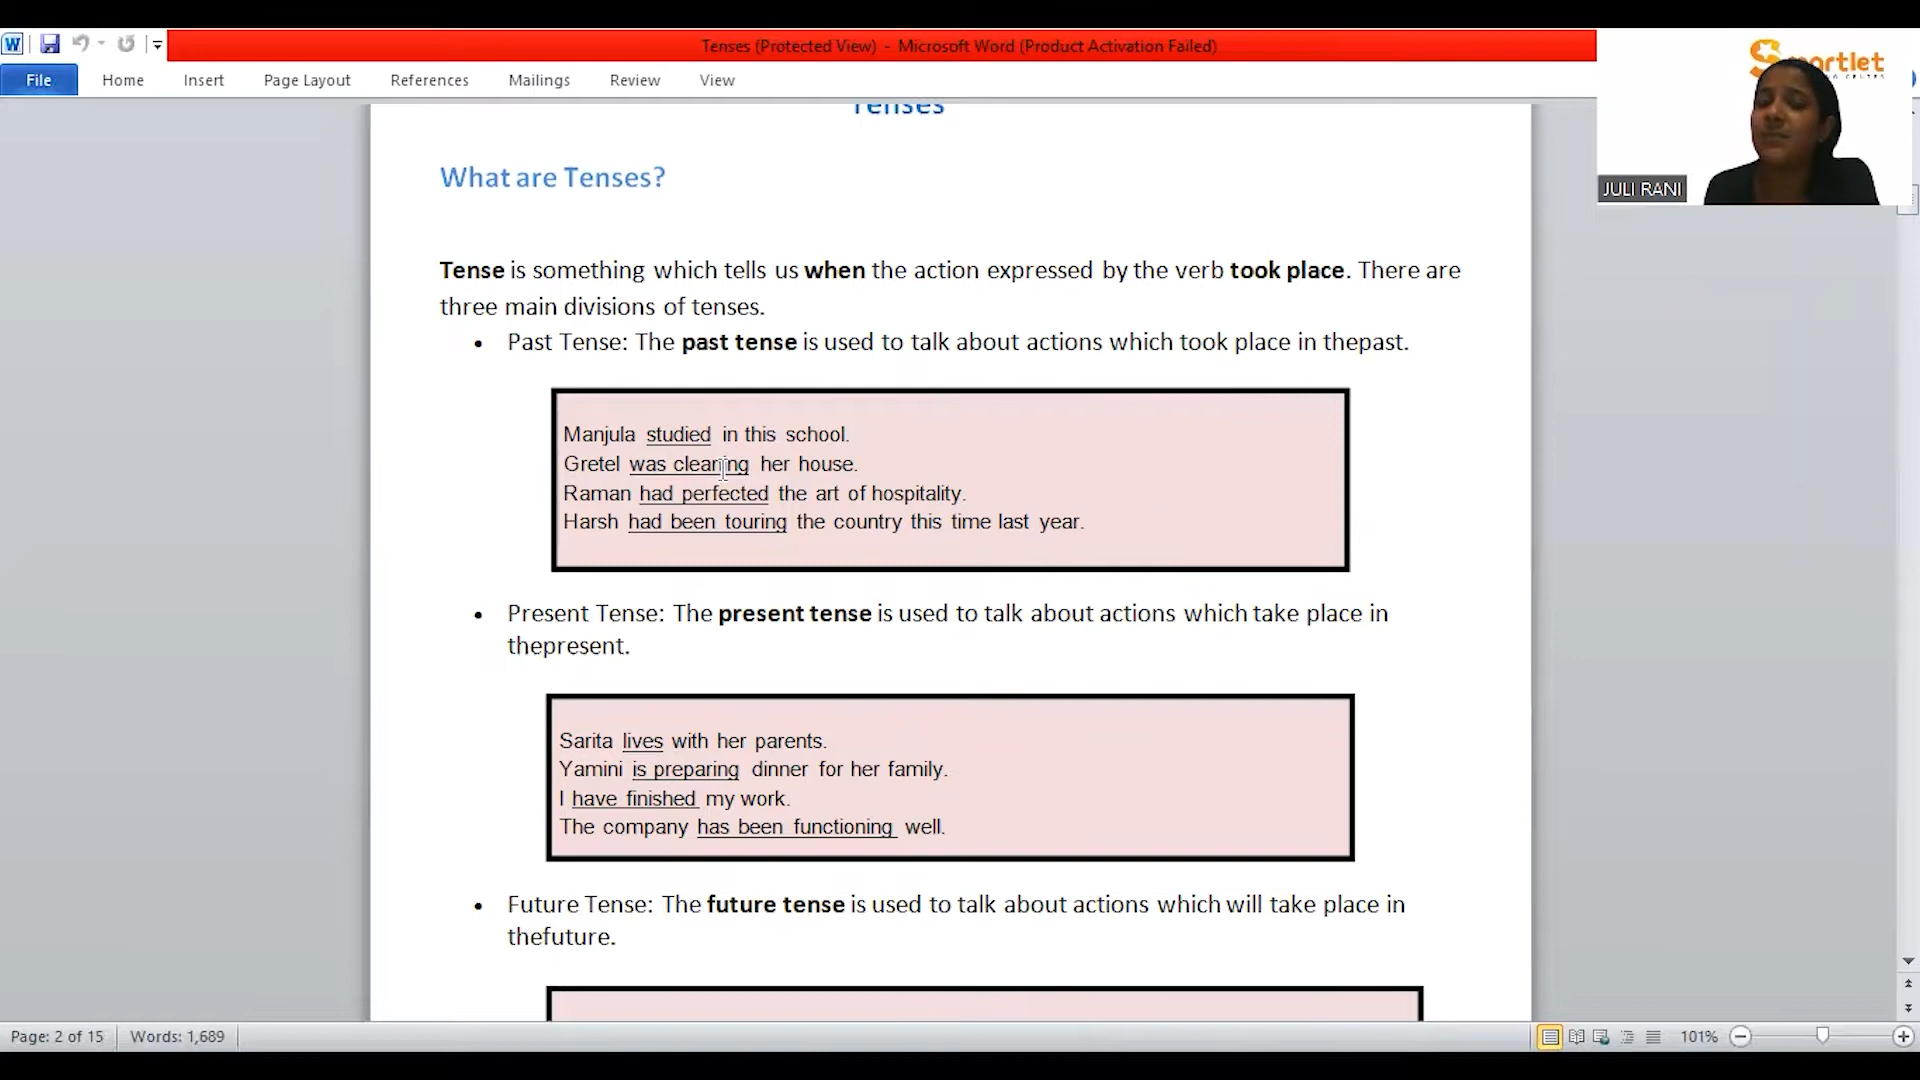 Tenses (Protected View) - Microsoft Word (Product Activation Failed)
File Home Insert Page Layout References Mailings Review View
JULI RANI
Tenses
What are Tenses?
Tense is something which tells us when the action expressed by the verb took place. There are
three main divisions of tenses.
• Past Tense: The past tense is used to talk about actions which took place in thepast.
Manjula studied in this school.
Gretel was cleaning her house.
Raman had perfected the art of hospitality.
Harsh had been touring the country this time last year.
• Present Tense: The present tense is used to talk about actions which take place in
thepresent.
Sarita lives with her parents.
Yamini is preparing dinner for her family.
I have finished my work.
The company has been functioning well.
• Future Tense: The future tense is used to talk about actions which will take place in
thefuture.
Page: 2 of 15 Words: 1,689 101%